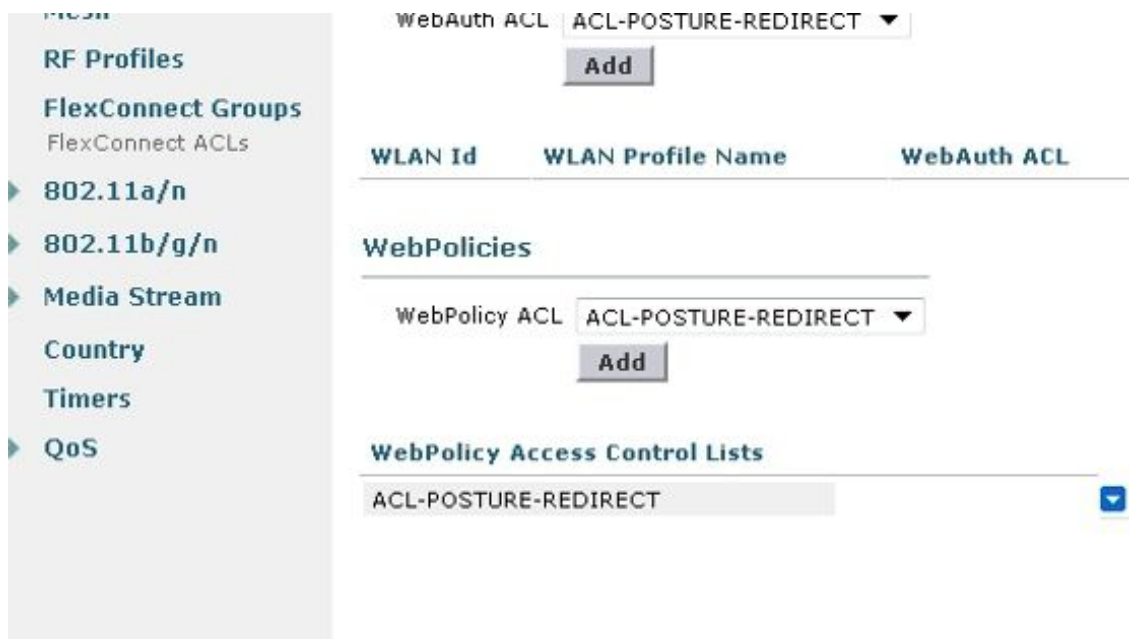 Mesh
RF Profiles
FlexConnect Groups
FlexConnect ACLs
802.11a/n
802.11b/g/n
Media Stream
Country
Timers
QoS
WebAuth ACL ACL-POSTURE-REDIRECT
Add
WLAN Id WLAN Profile Name WebAuth ACL
WebPolicies
WebPolicy ACL ACL-POSTURE-REDIRECT
Add
WebPolicy Access Control Lists
ACL-POSTURE-REDIRECT